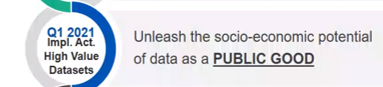 Q1 2021
Impl. Act.
High Value
Datasets
Unleash the socio-economic potential
of data as a PUBLIC GOOD